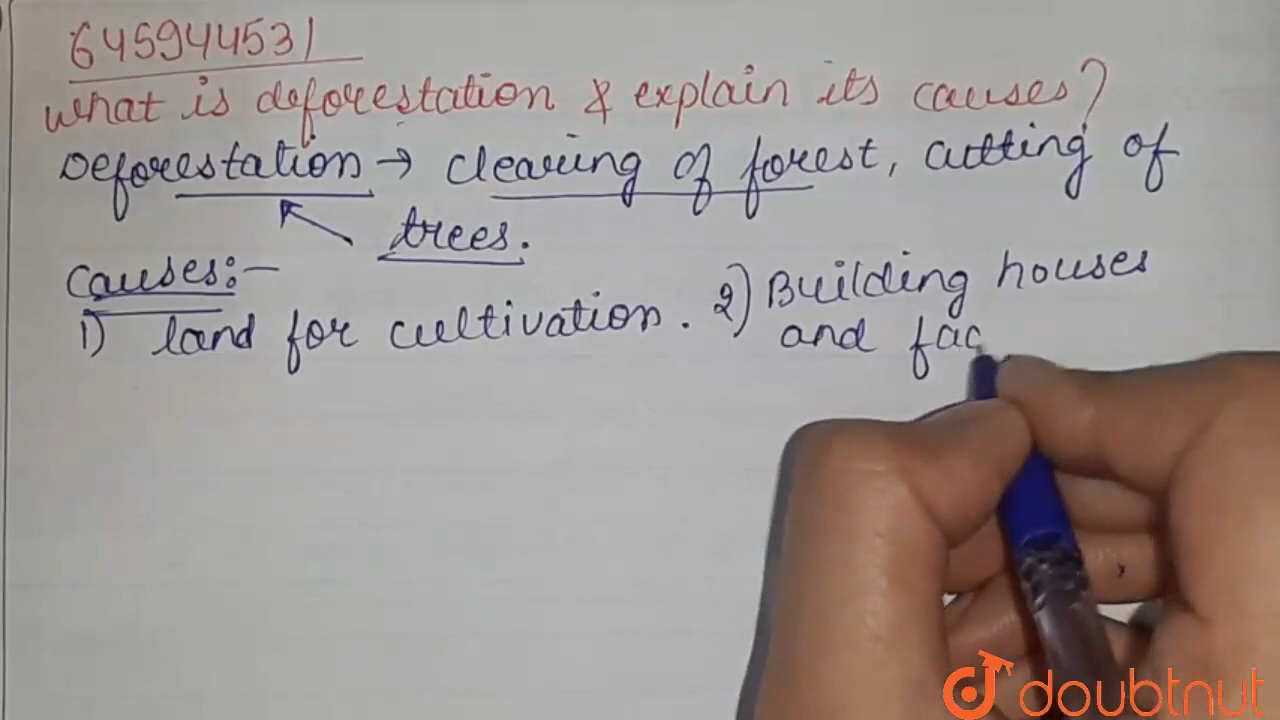 645944531
What is deforestation & explain its causes?
Deforestation → clearing of forest, cutting of
trees.
Causes:-
1) land for cultivation. 2) Building houses
and fac
doubtnut